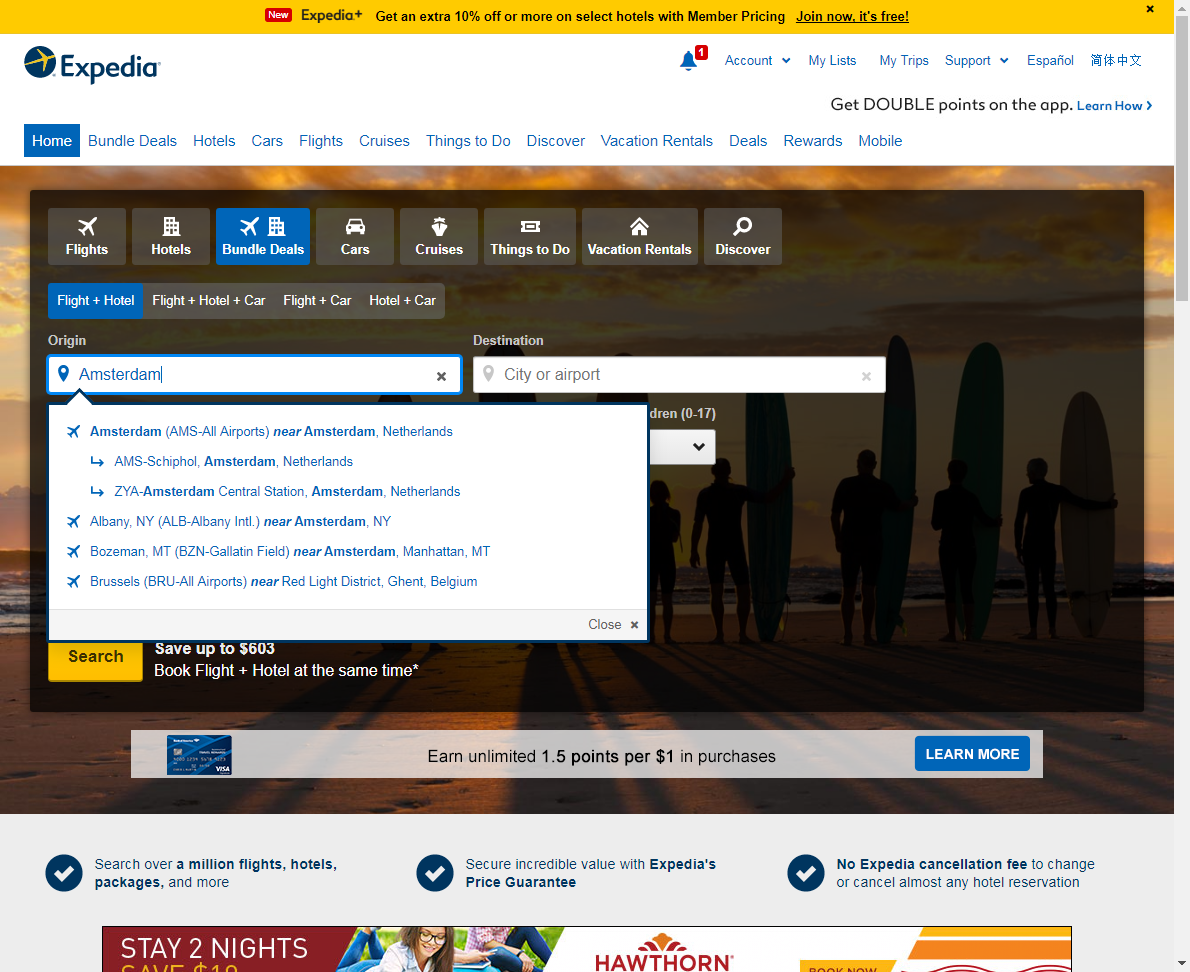 New Expedia+ Get an extra 10% off or more on select hotels with Member Pricing Join now, it's free!
Expedia
1
Account My Lists My Trips Support Español 简体中文
Get DOUBLE points on the app. Learn How
Home Bundle Deals Hotels Cars Flights Cruises Things to Do Discover Vacation Rentals Deals Rewards Mobile
Flights Hotels Bundle Deals Cars Cruises Things to Do Vacation Rentals Discover
Flight + Hotel Flight + Hotel + Car Flight + Car Hotel + Car
Origin Destination
Amsterdam City or airport
dren (0-17)
Amsterdam (AMS-All Airports) near Amsterdam, Netherlands
AMS-Schiphol, Amsterdam, Netherlands
ZYA-Amsterdam Central Station, Amsterdam, Netherlands
Albany, NY (ALB-Albany Intl.) near Amsterdam, NY
Bozeman, MT (BZN-Gallatin Field) near Amsterdam, Manhattan, MT
Brussels (BRU-All Airports) near Red Light District, Ghent, Belgium
Close
Search
Save up to $603
Book Flight + Hotel at the same time*
VISA
Earn unlimited 1.5 points per $1 in purchases
LEARN MORE
Search over a million flights, hotels,
packages, and more
Secure incredible value with Expedia's
Price Guarantee
No Expedia cancellation fee to change
or cancel almost any hotel reservation
STAY 2 NIGHTS
SAVE $10
HAWTHORN
BOOK NOW